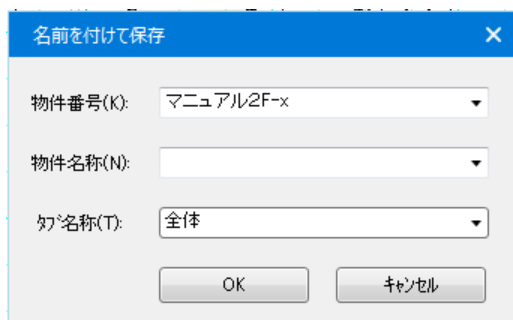 名前を付けて保存
物件番号(K): マニュアル2F-x
物件名称(N):
ﾀﾌﾞ名称(T): 全体
OK ｷｬﾝｾﾙ